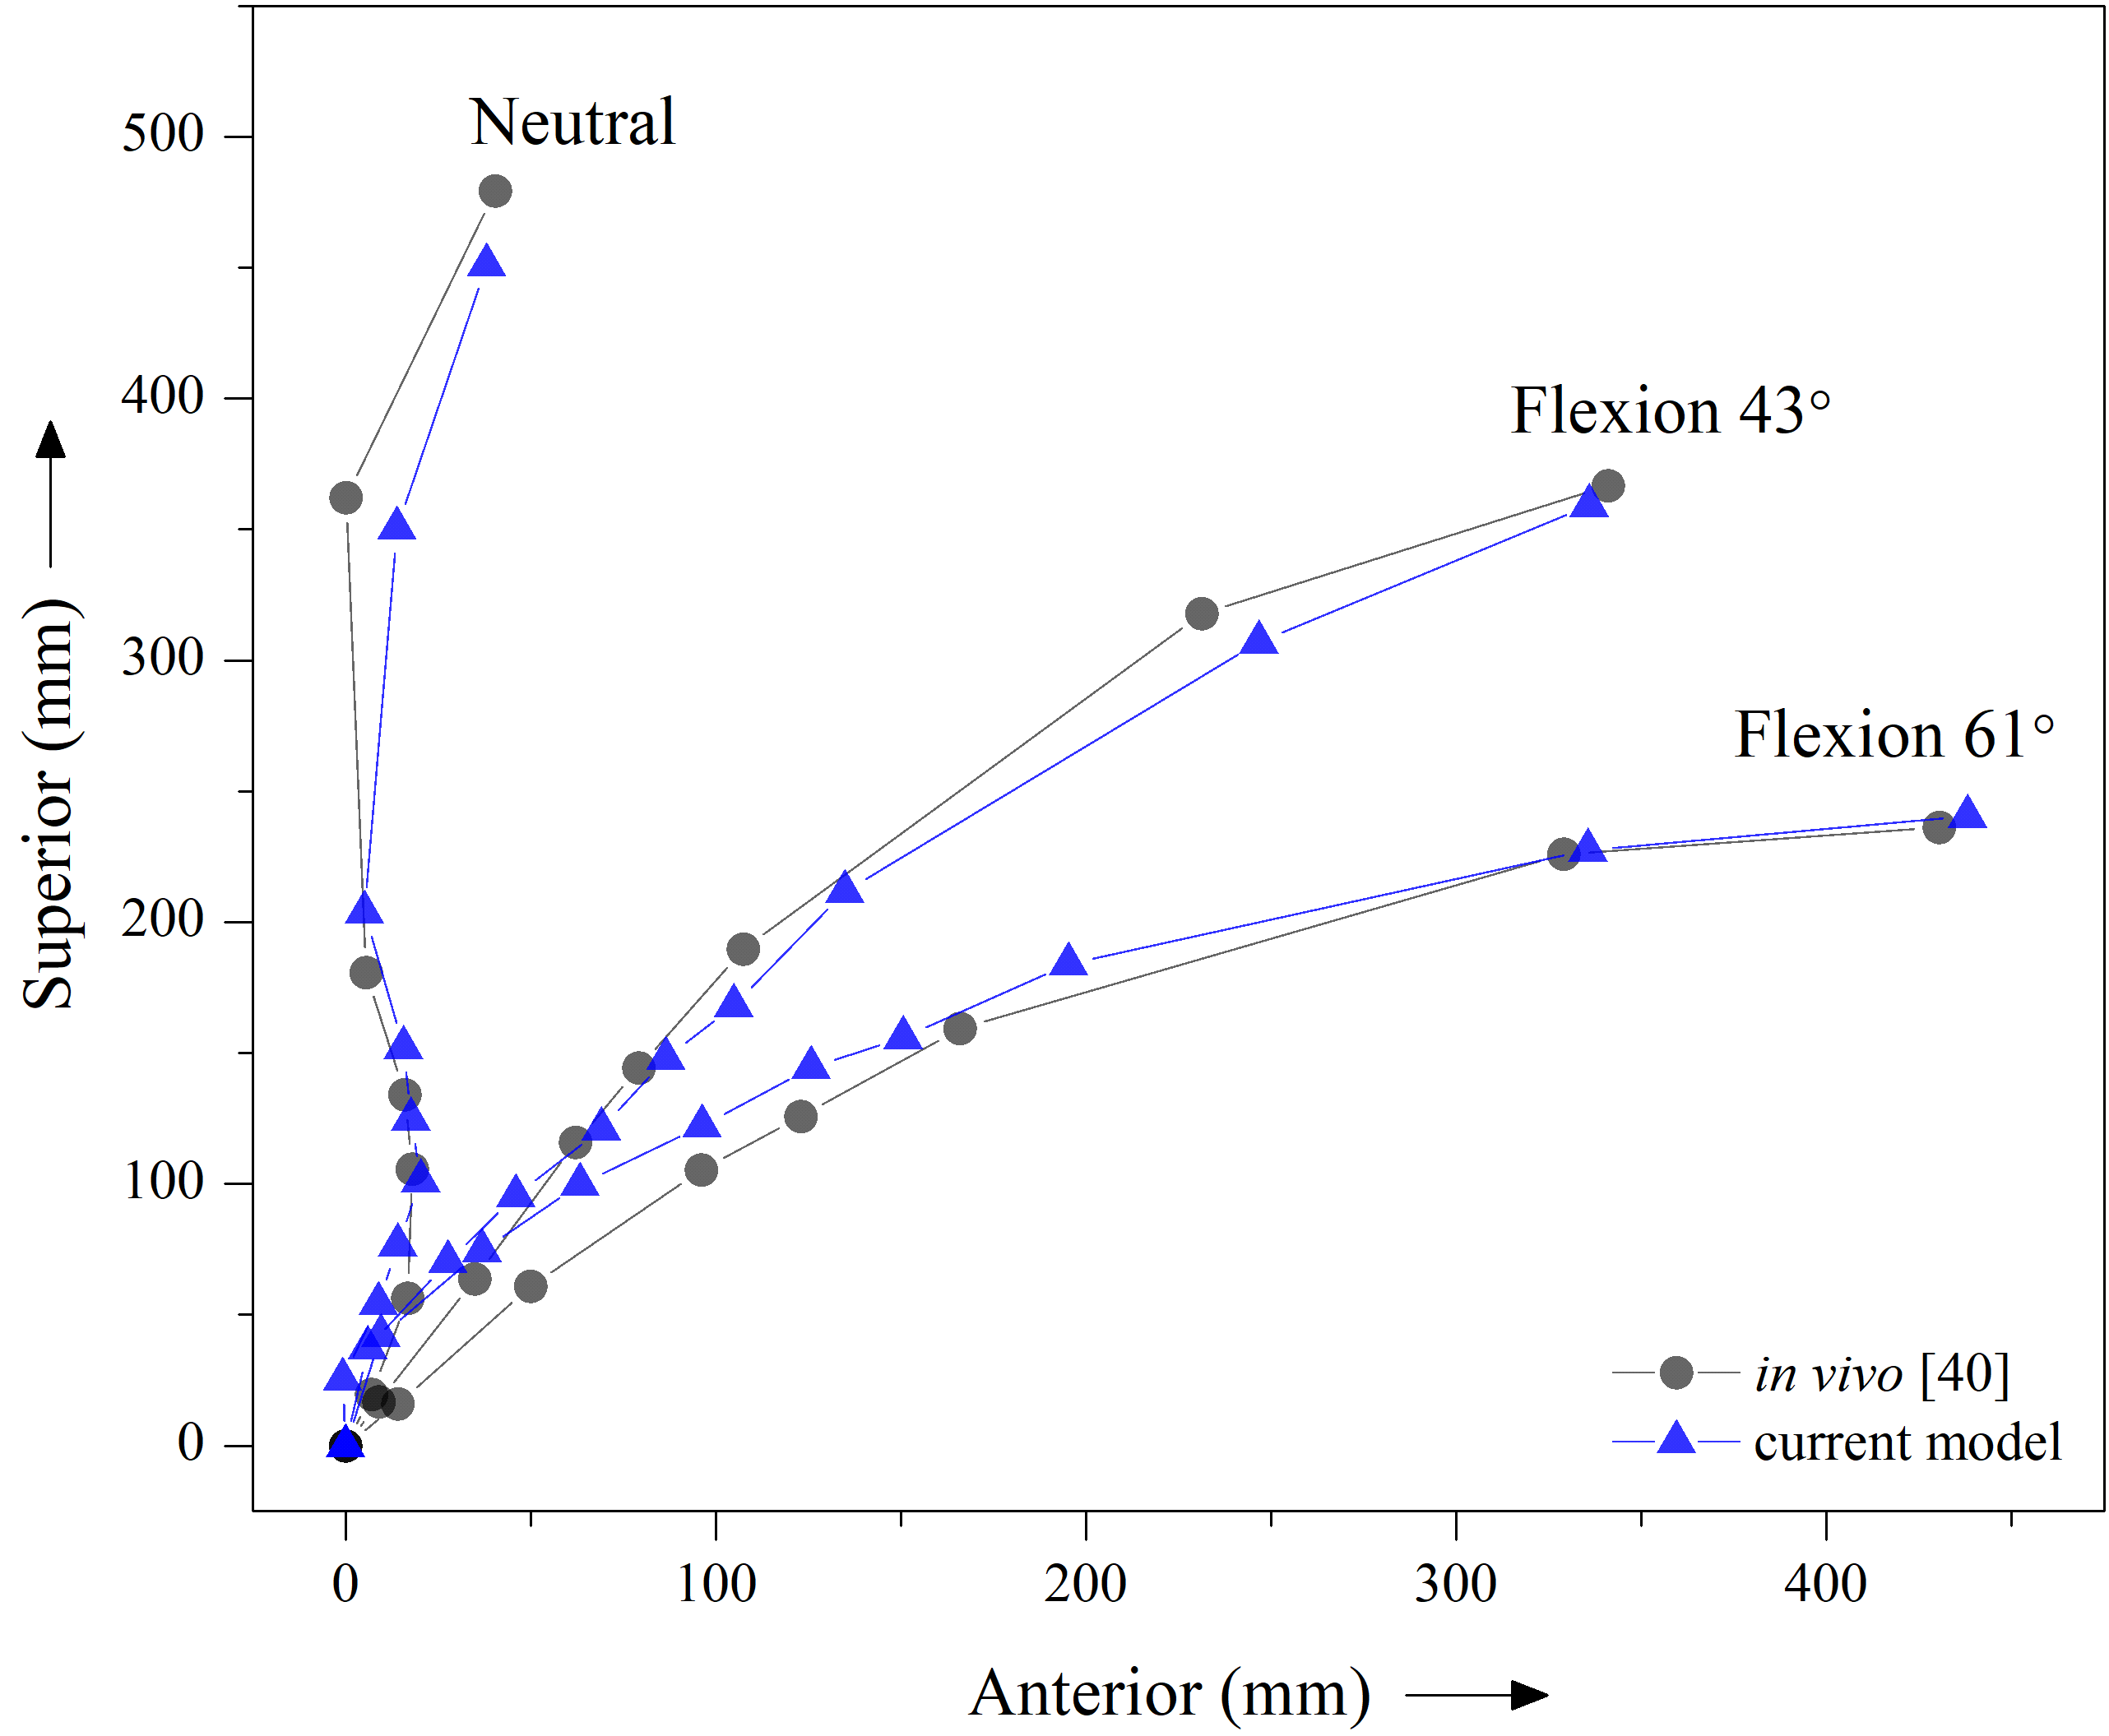 Neutral
Flexion 43°
Flexion 61°
500
400
300
200
100
0
Superior (mm)
in vivo [40]
current model
0 100 200 300 400
Anterior (mm)